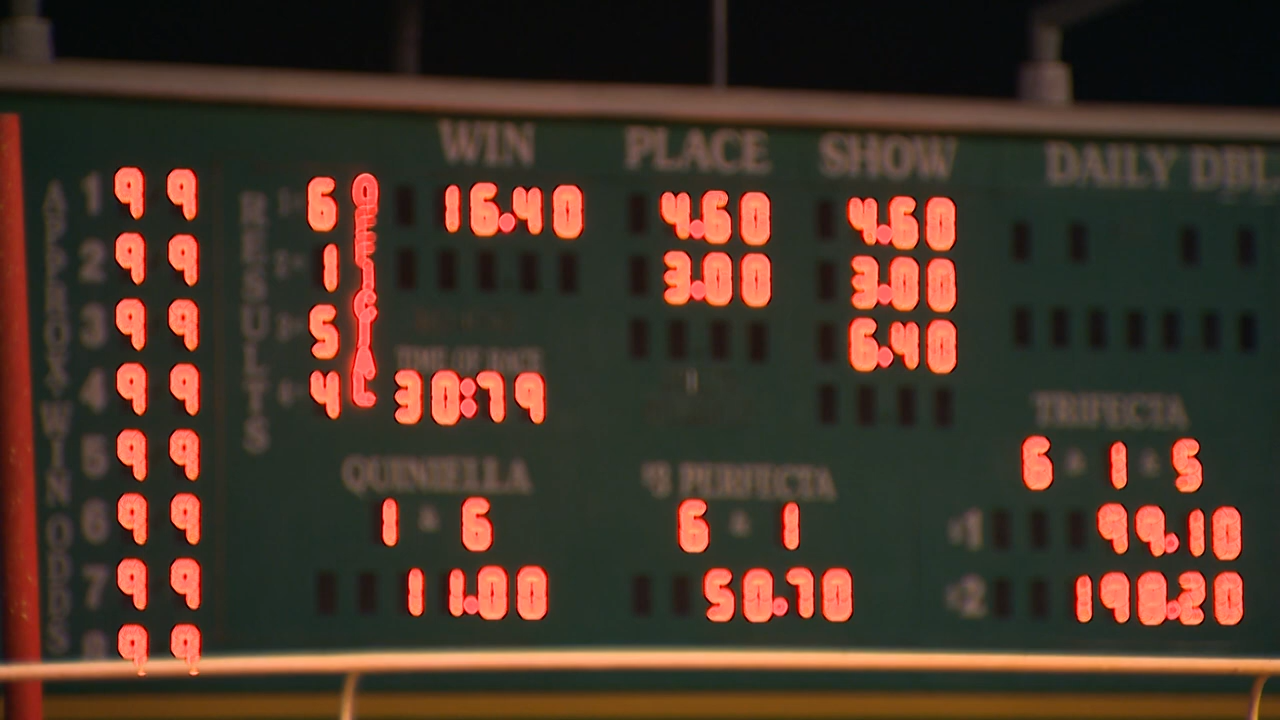 WIN PLACE SHOW DAILY DBL
APPROX WIN ODDS
1 9 9
2 9 9
3 9 9
4 9 9
5 9 9
6 9 9
7 9 9
8 9 9
RESULTS
OFFICIAL
6 16.40 4.60 4.60
1 3.00 3.00
5 6.40
4
TIME OF RACE
30:79
QUINIELLA
1 & 6
11.00
$3 PERFECTA
6 & 1
50.70
TRIFECTA
6 & 1 & 5
$1 99.10
$2 198.20